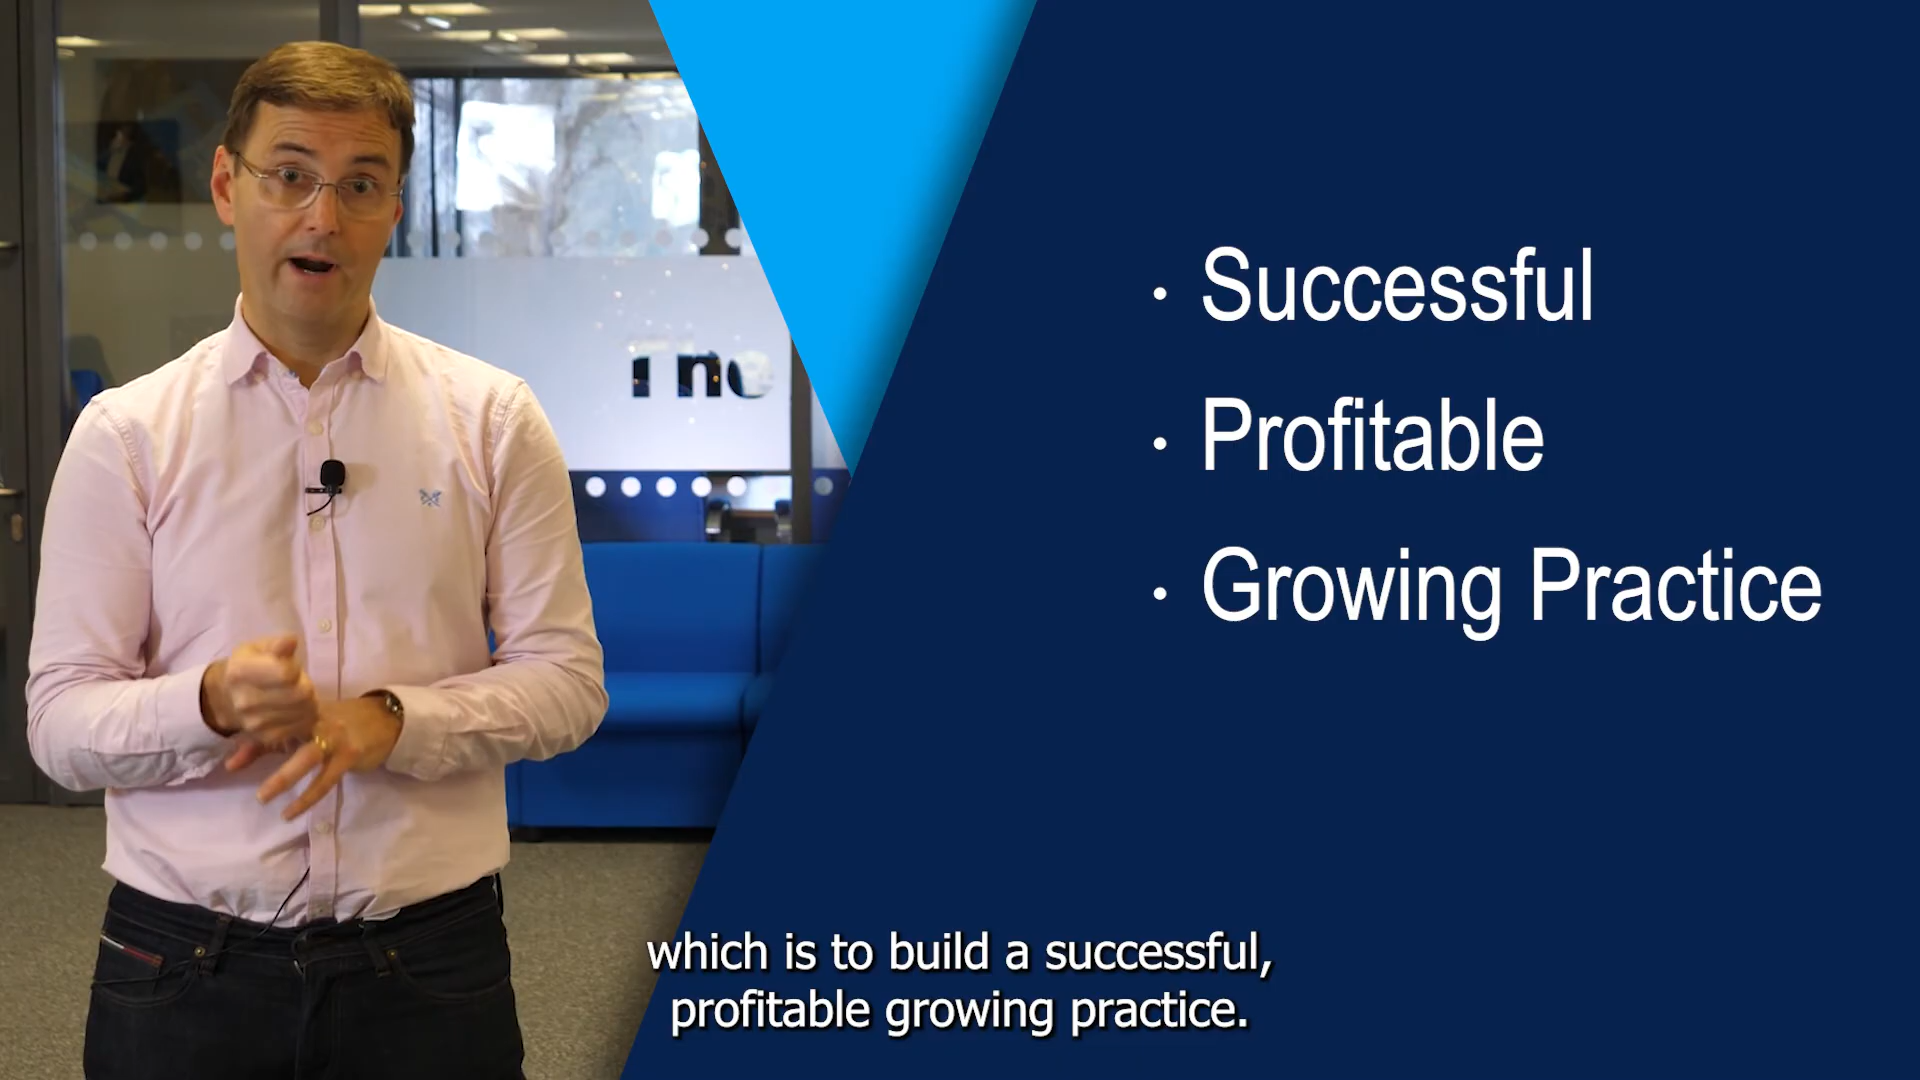 · Successful
· Profitable
· Growing Practice
which is to build a successful,
profitable growing practice.